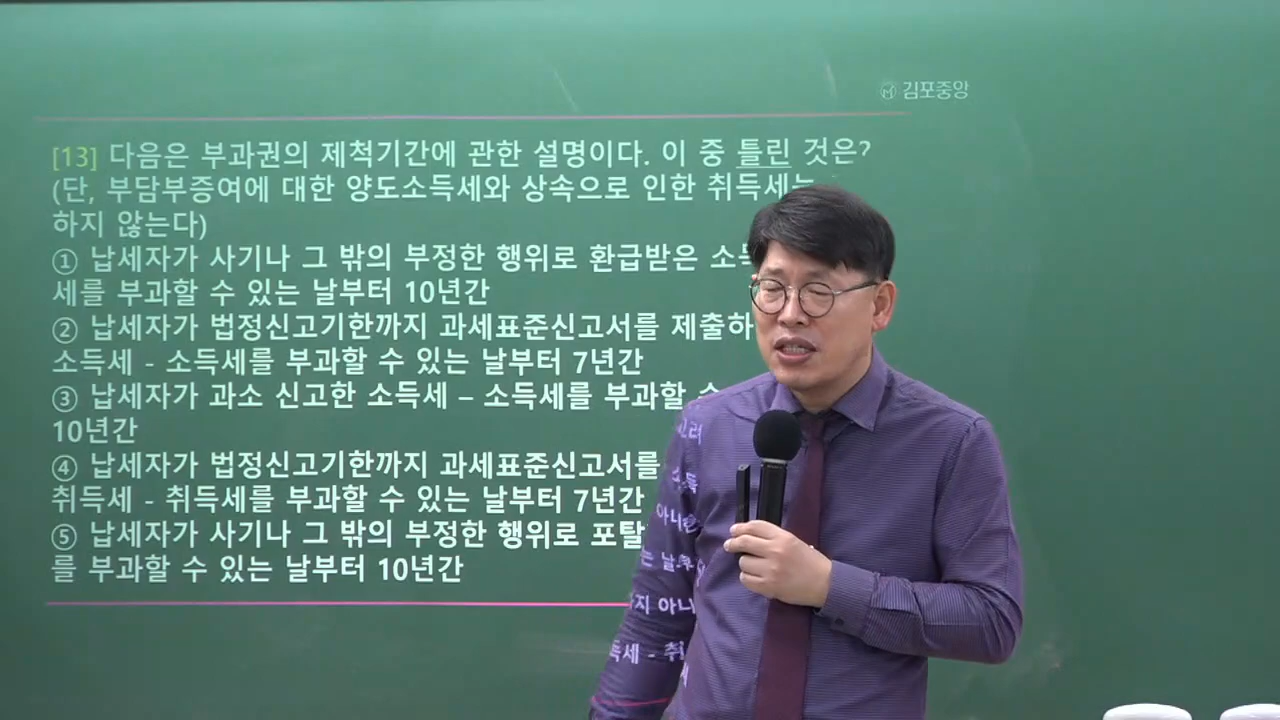 김포중앙
[13] 다음은 부과권의 제척기간에 관한 설명이다. 이 중 틀린 것은?
(단, 부담부증여에 대한 양도소득세와 상속으로 인한 취득세는
하지 않는다)
① 납세자가 사기나 그 밖의 부정한 행위로 환급받은
세를 부과할 수 있는 날부터 10년간
② 납세자가 법정신고기한까지 과세표준신고서를
소득세 - 소득세를 부과할 수 있는 날부터 7년간
③ 납세자가 과소 신고한 소득세 – 소득세를 부과할
10년간
④ 납세자가 법정신고기한까지 과세표준신고서를
취득세 - 취득세를 부과할 수 있는 날부터 7년간
⑤ 납세자가 사기나 그 밖의 부정한 행위로 포탈
를 부과할 수 있는 날부터 10년간